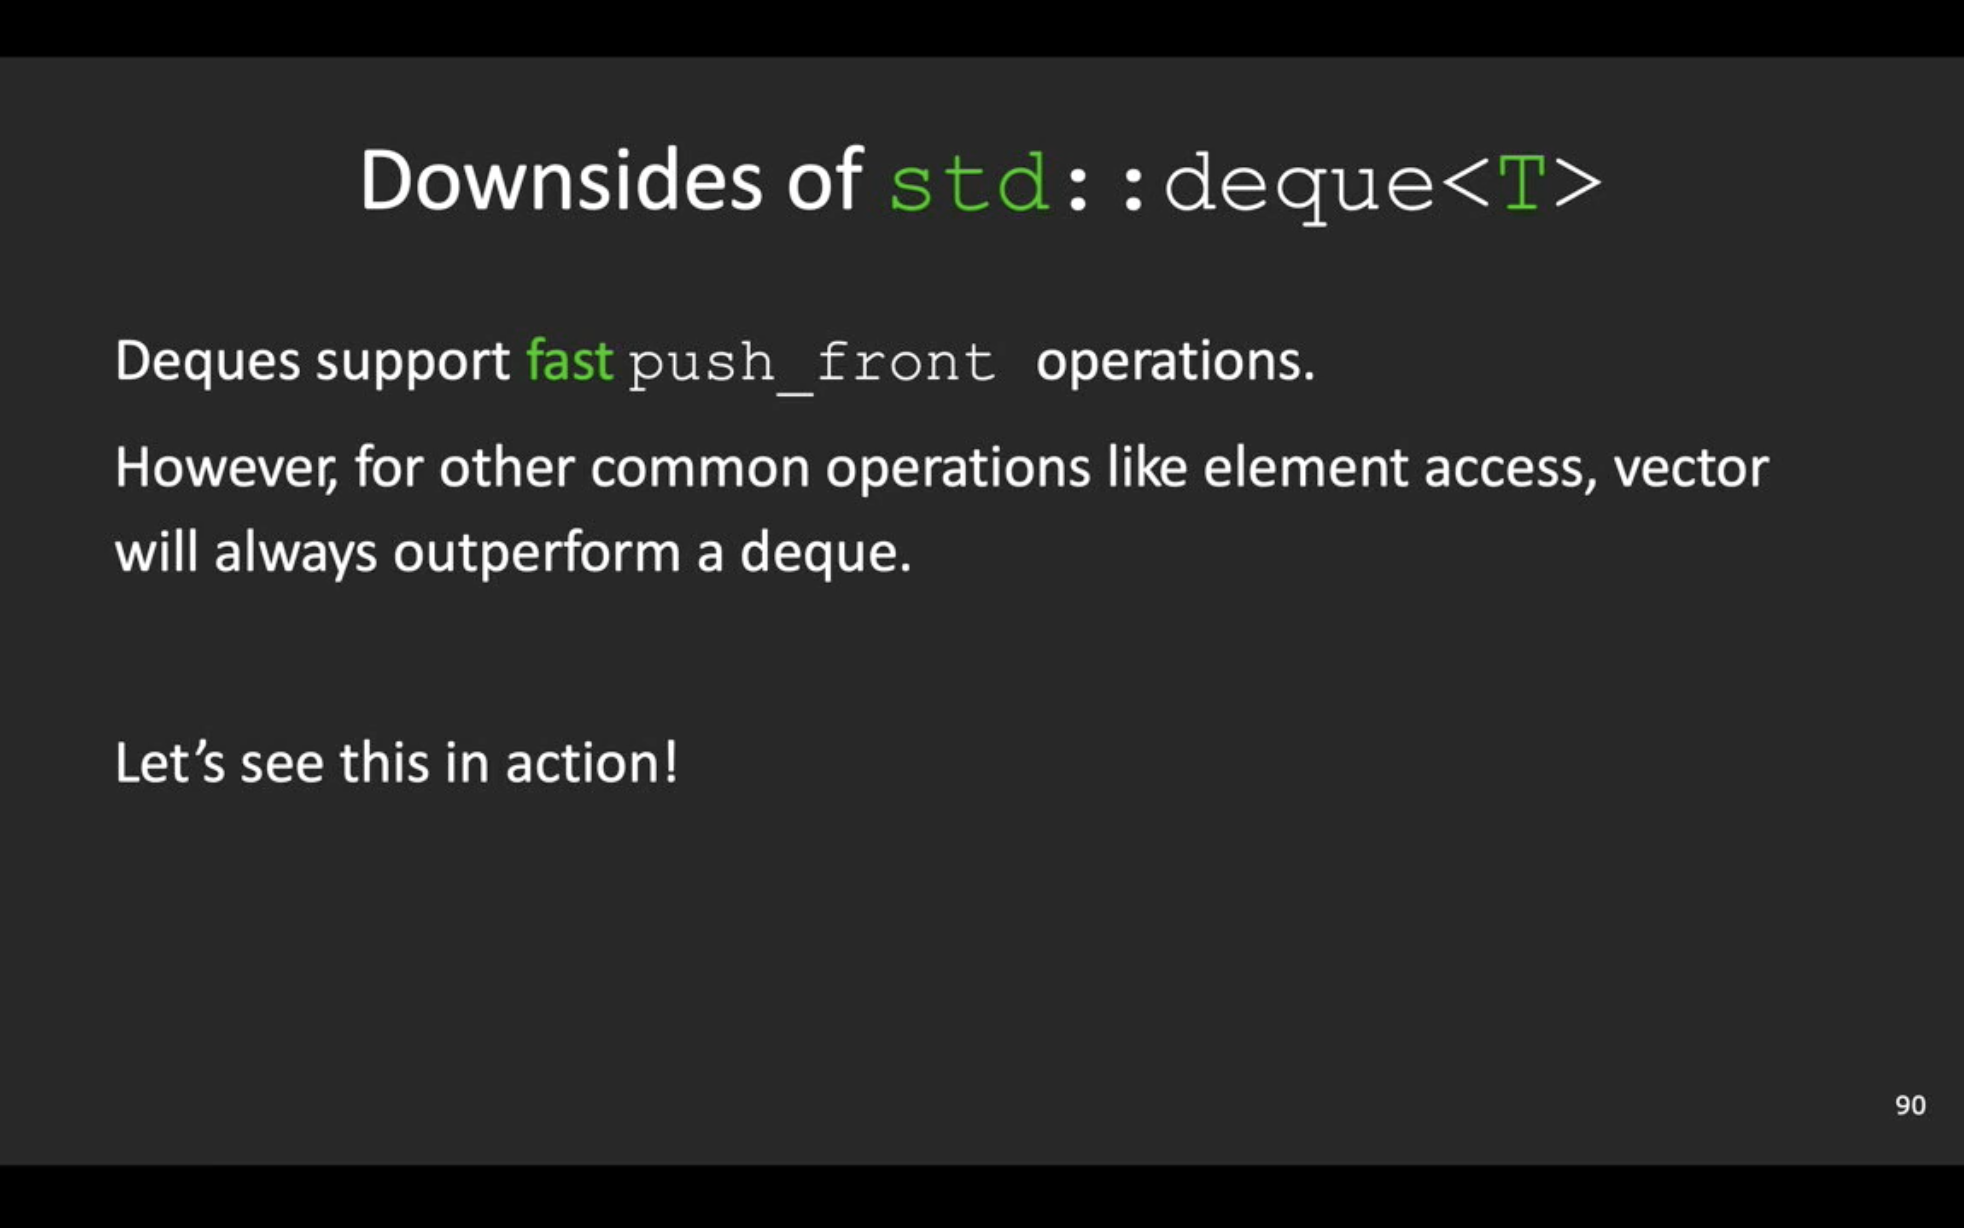 Downsides of std::deque<T>
Deques support fast push_front operations.
However, for other common operations like element access, vector
will always outperform a deque.
Let’s see this in action!
90